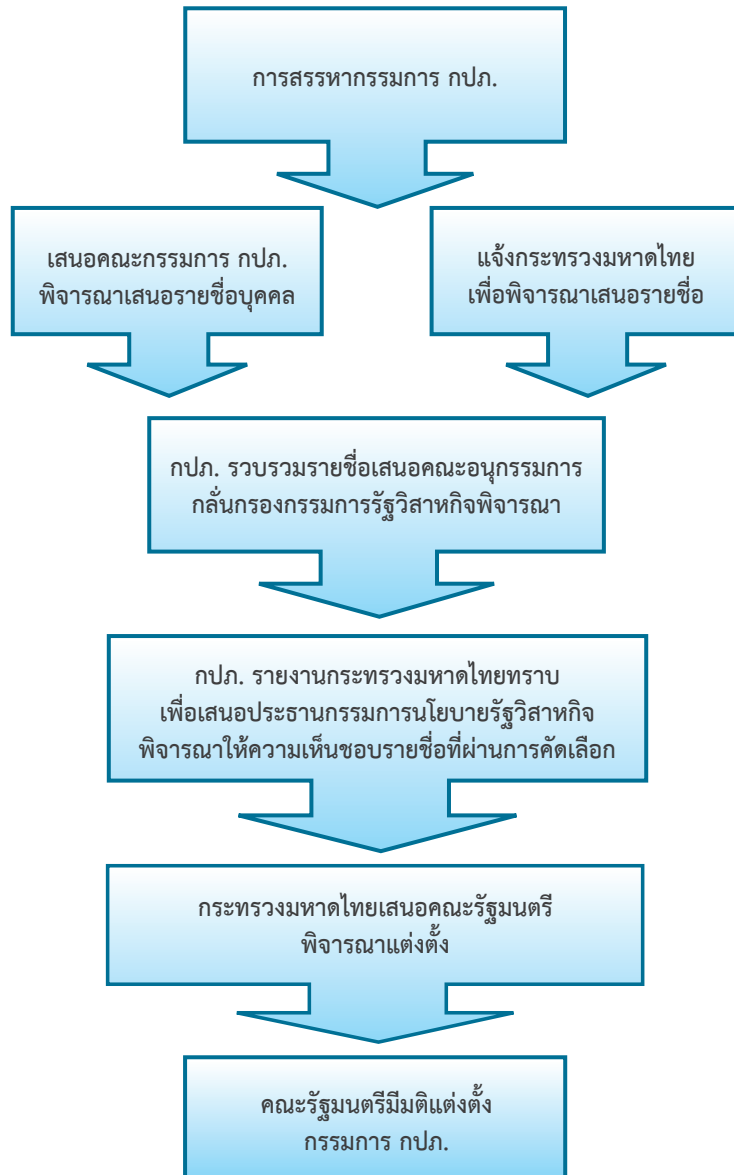 การสรรหากรรมการ กปภ.
เสนอคณะกรรมการ กปภ.
พิจารณาเสนอรายชื่อบุคคล
แจ้งกระทรวงมหาดไทย
เพื่อพิจารณาเสนอรายชื่อ
กปภ. รวบรวมรายชื่อเสนอคณะอนุกรรมการ
กลั่นกรองกรรมการรัฐวิสาหกิจพิจารณา
กปภ. รายงานกระทรวงมหาดไทยทราบ
เพื่อเสนอประธานกรรมการนโยบายรัฐวิสาหกิจ
พิจารณาให้ความเห็นชอบรายชื่อที่ผ่านการคัดเลือก
กระทรวงมหาดไทยเสนอคณะรัฐมนตรี
พิจารณาแต่งตั้ง
คณะรัฐมนตรีมีมติแต่งตั้ง
กรรมการ กปภ.